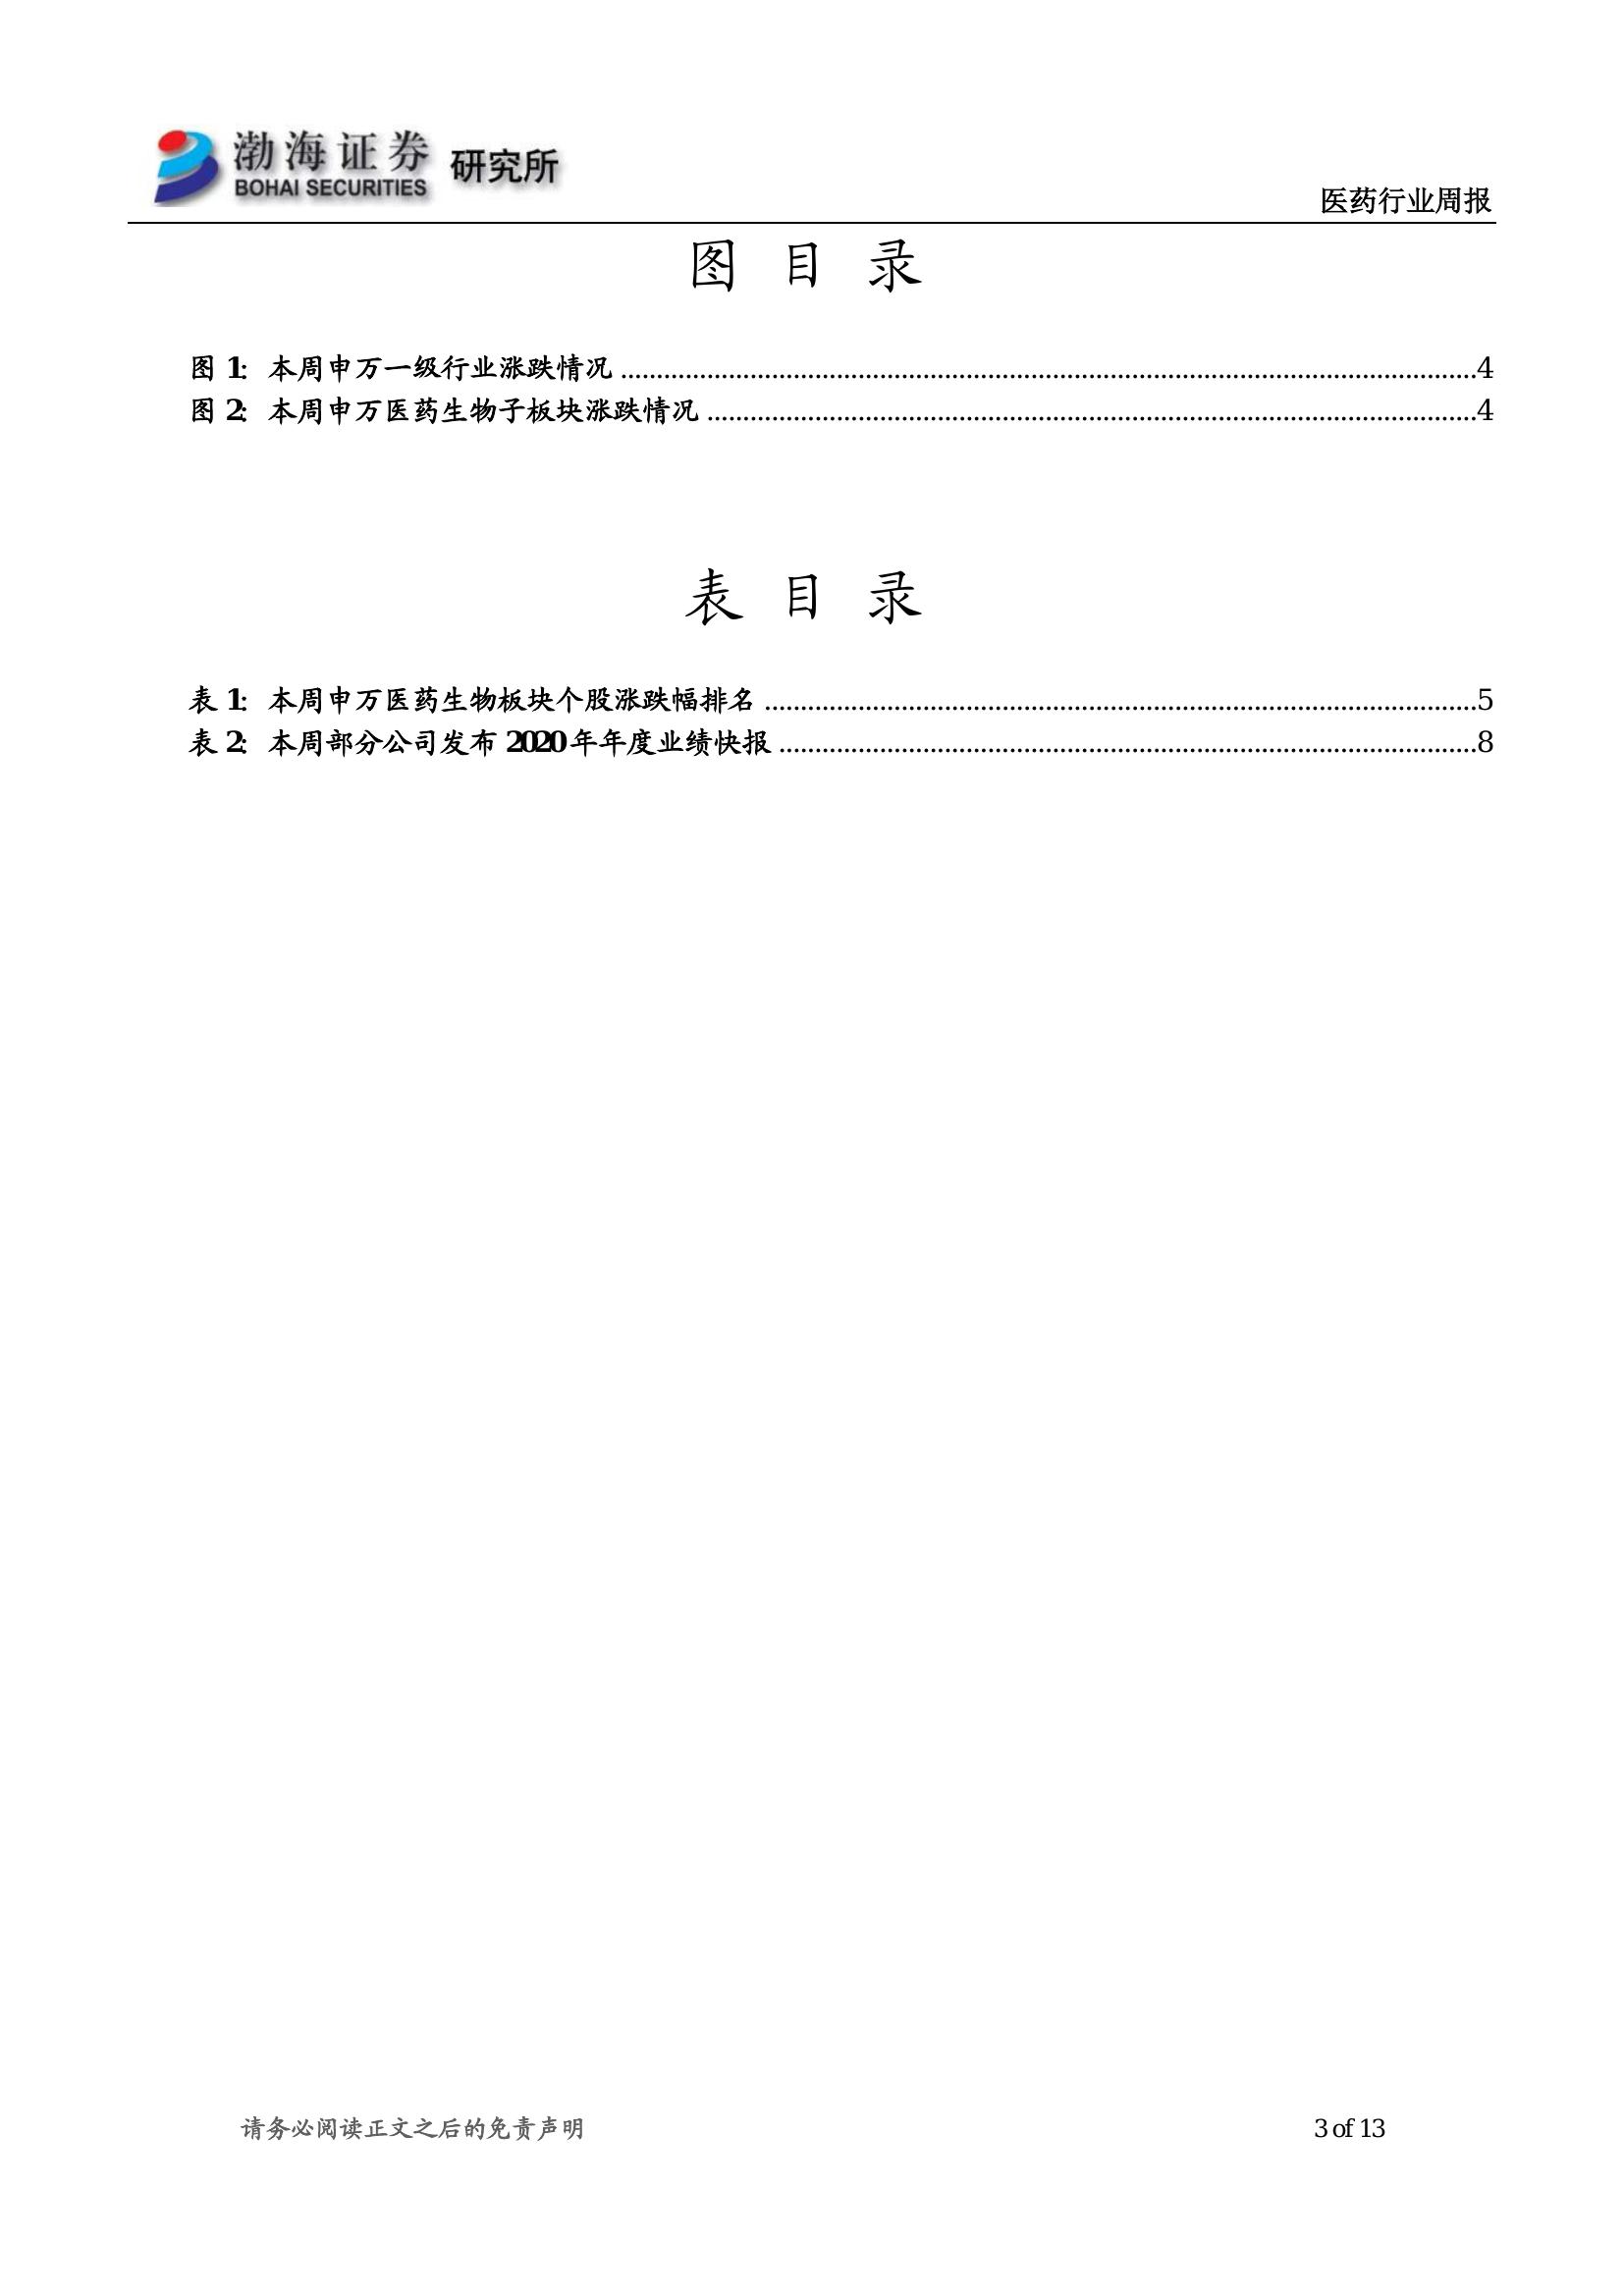 渤海证券 研究所
BOHAI SECURITIES
医药行业周报
图 目 录
图 1: 本周申万一级行业涨跌情况 ........................................................................................................................4
图 2: 本周申万医药生物子板块涨跌情况 ............................................................................................................4
表 目 录
表 1: 本周申万医药生物板块个股涨跌幅排名 ....................................................................................................5
表 2: 本周部分公司发布 2020 年年度业绩快报 ..................................................................................................8
请务必阅读正文之后的免责声明 3 of 13